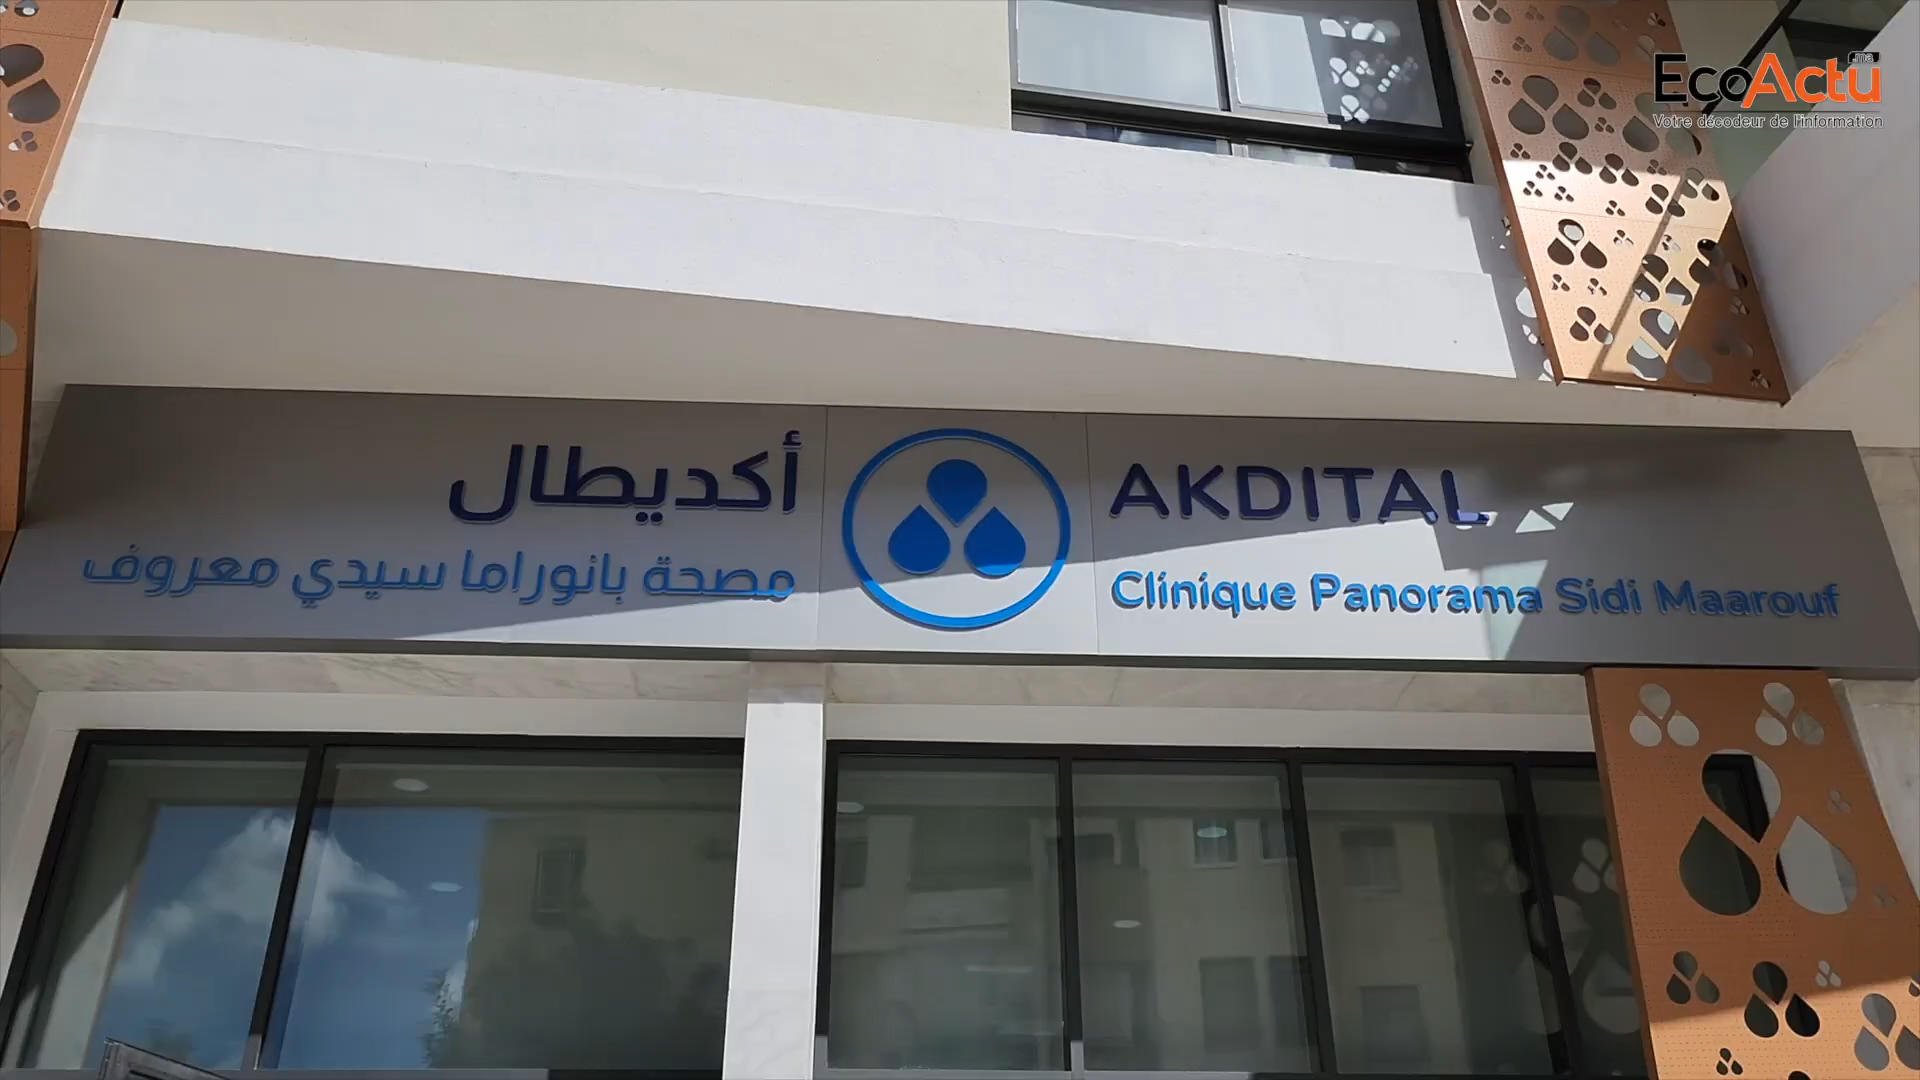 EcoActu
.ma
Votre décodeur de l'information
أكديطال
مصحة بانوراما سيدي معروف
AKDITAL
Clinique Panorama Sidi Maarouf